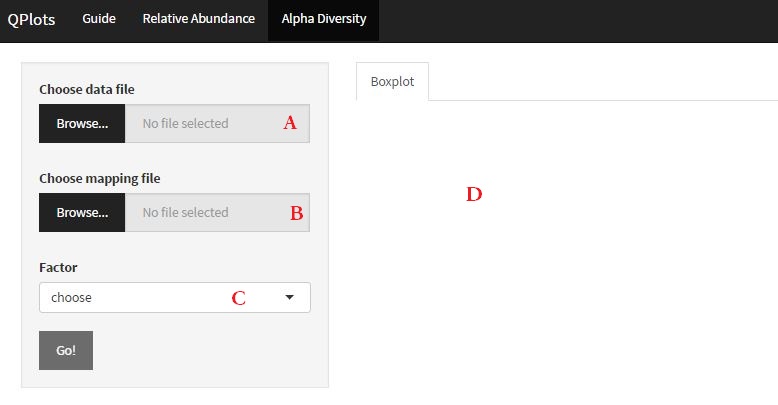 QPlots Guide Relative Abundance Alpha Diversity
Choose data file
Browse... No file selected A
Choose mapping file
Browse... No file selected B
Factor
choose C
Go!
Boxplot
D